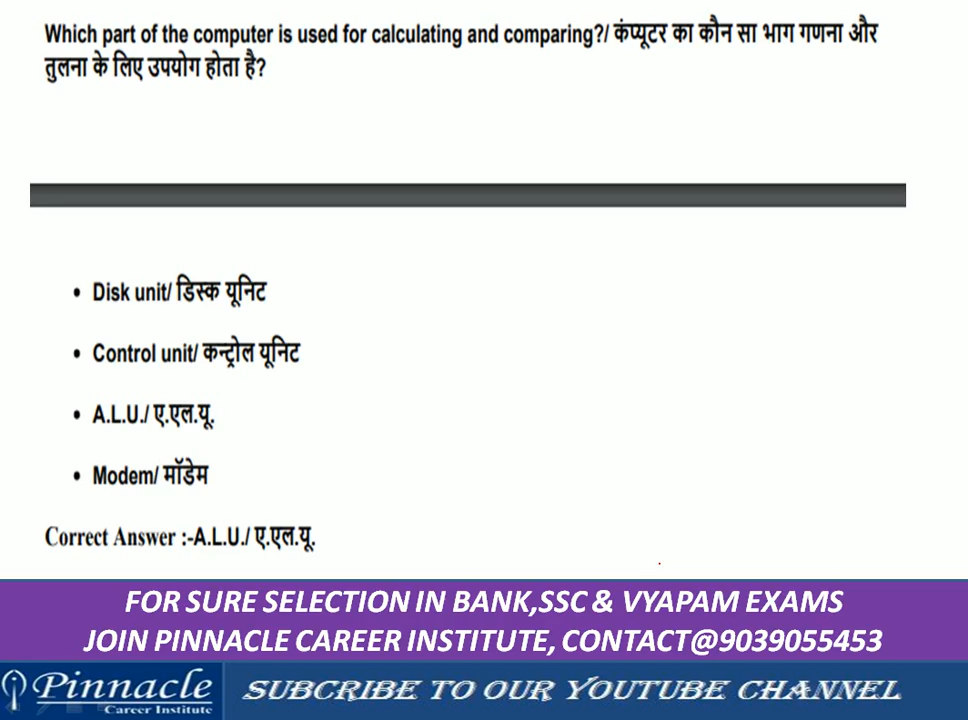 Which part of the computer is used for calculating and comparing?/ कंप्यूटर का कौन सा भाग गणना और
तुलना के लिए उपयोग होता है?
• Disk unit/ डिस्क यूनिट
• Control unit/ कन्ट्रोल यूनिट
• A.L.U./ ए.एल.यू.
• Modem/ मॉडेम
Correct Answer :-A.L.U./ ए.एल.यू.
FOR SURE SELECTION IN BANK,SSC & VYAPAM EXAMS
JOIN PINNACLE CAREER INSTITUTE, CONTACT@9039055453
Pinnacle
Career Institute
SUBCRIBE TO OUR YOUTUBE CHANNEL